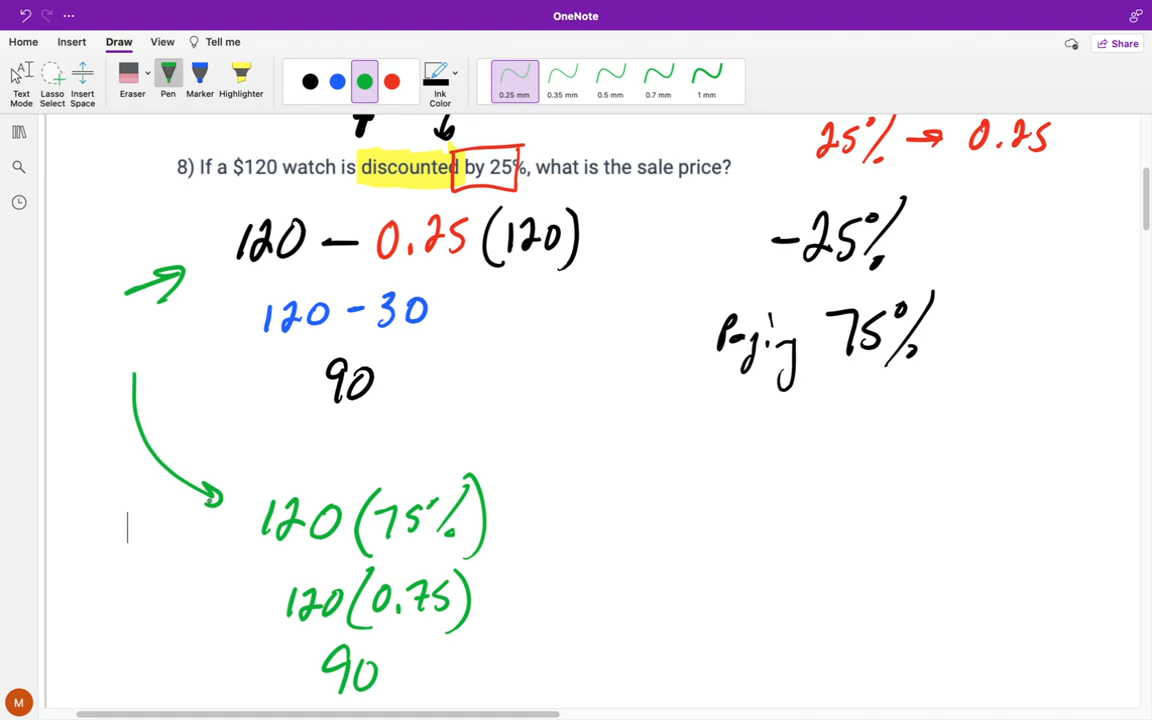 OneNote
Home Insert Draw View Tell me Share
Text Mode Lasso Select Insert Space Eraser Pen Marker Highlighter Ink Color 0.25 mm 0.35 mm 0.5 mm 0.7 mm 1 mm
25% → 0.25
8) If a $120 watch is discounted by 25%, what is the sale price?
120 - 0.25 (120)
-25%
120 - 30
Paying 75%
90
120 (75%)
120 (0.75)
90
M